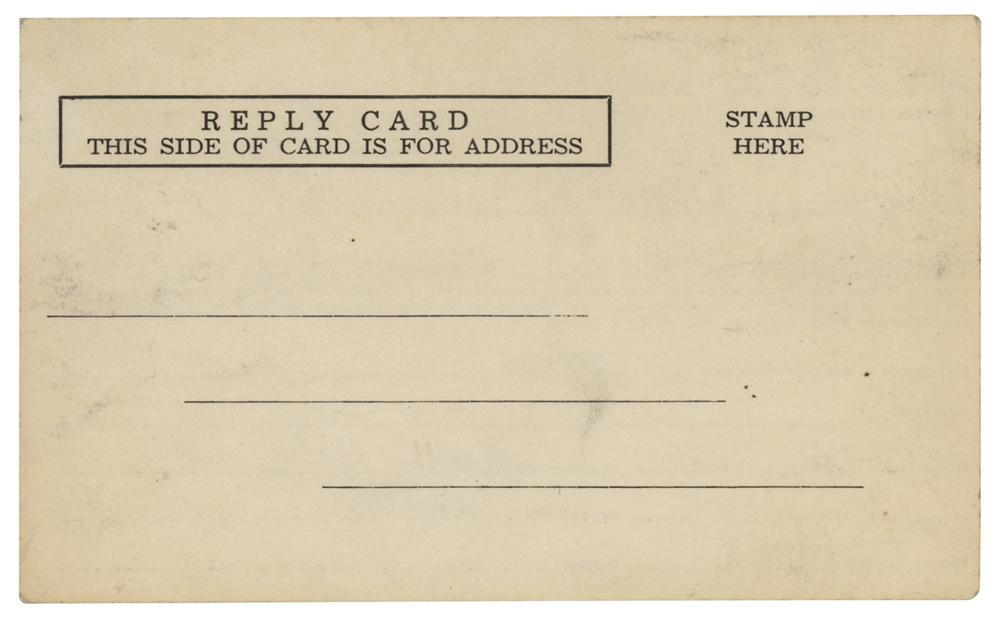 REPLY CARD
THIS SIDE OF CARD IS FOR ADDRESS
STAMP
HERE